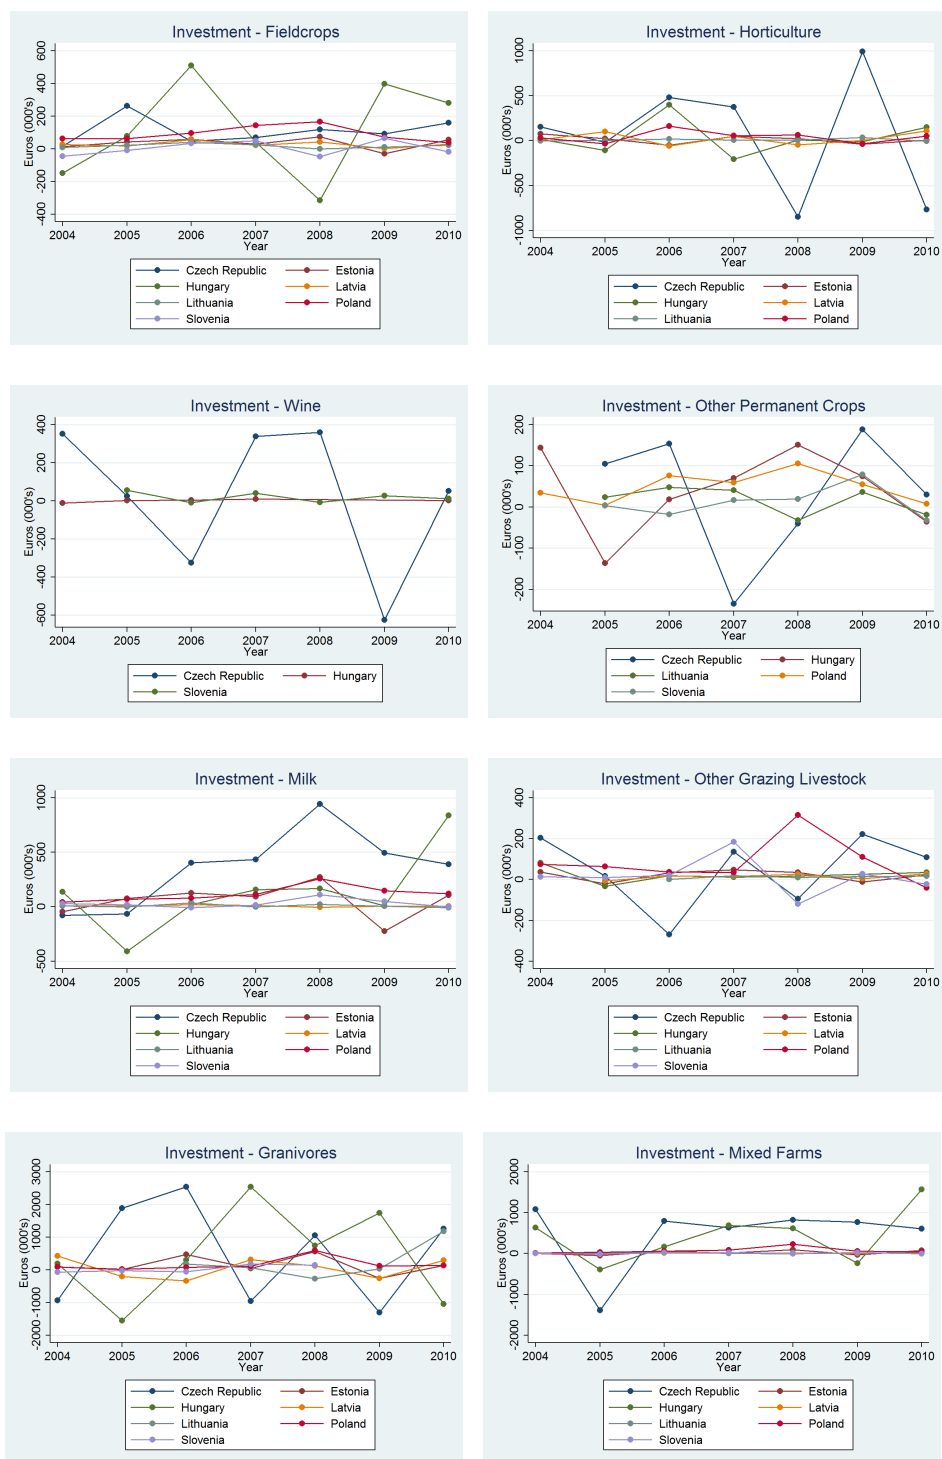 Investment - Fieldcrops
Euros (000's)
600
400
200
0
-200
-400
2004 2005 2006 2007 2008 2009 2010
Year
Czech Republic Estonia
Hungary Latvia
Lithuania Poland
Slovenia
Investment - Horticulture
Euros (000's)
1000
500
0
-500
-1000
2004 2005 2006 2007 2008 2009 2010
Year
Czech Republic Estonia
Hungary Latvia
Lithuania Poland
Investment - Wine
Euros (000's)
400
200
0
-200
-400
-600
2004 2005 2006 2007 2008 2009 2010
Year
Czech Republic Hungary
Slovenia
Investment - Other Permanent Crops
Euros (000's)
200
100
0
-100
-200
2004 2005 2006 2007 2008 2009 2010
Year
Czech Republic Hungary
Lithuania Poland
Slovenia
Investment - Milk
Euros (000's)
1000
500
0
-500
2004 2005 2006 2007 2008 2009 2010
Year
Czech Republic Estonia
Hungary Latvia
Lithuania Poland
Slovenia
Investment - Other Grazing Livestock
Euros (000's)
400
200
0
-200
-400
2004 2005 2006 2007 2008 2009 2010
Year
Czech Republic Estonia
Hungary Latvia
Lithuania Poland
Slovenia
Investment - Granivores
Euros (000's)
3000
2000
1000
0
-1000
-2000
2004 2005 2006 2007 2008 2009 2010
Year
Czech Republic Estonia
Hungary Latvia
Lithuania Poland
Slovenia
Investment - Mixed Farms
Euros (000's)
2000
1000
0
-1000
-2000
2004 2005 2006 2007 2008 2009 2010
Year
Czech Republic Estonia
Hungary Latvia
Lithuania Poland
Slovenia